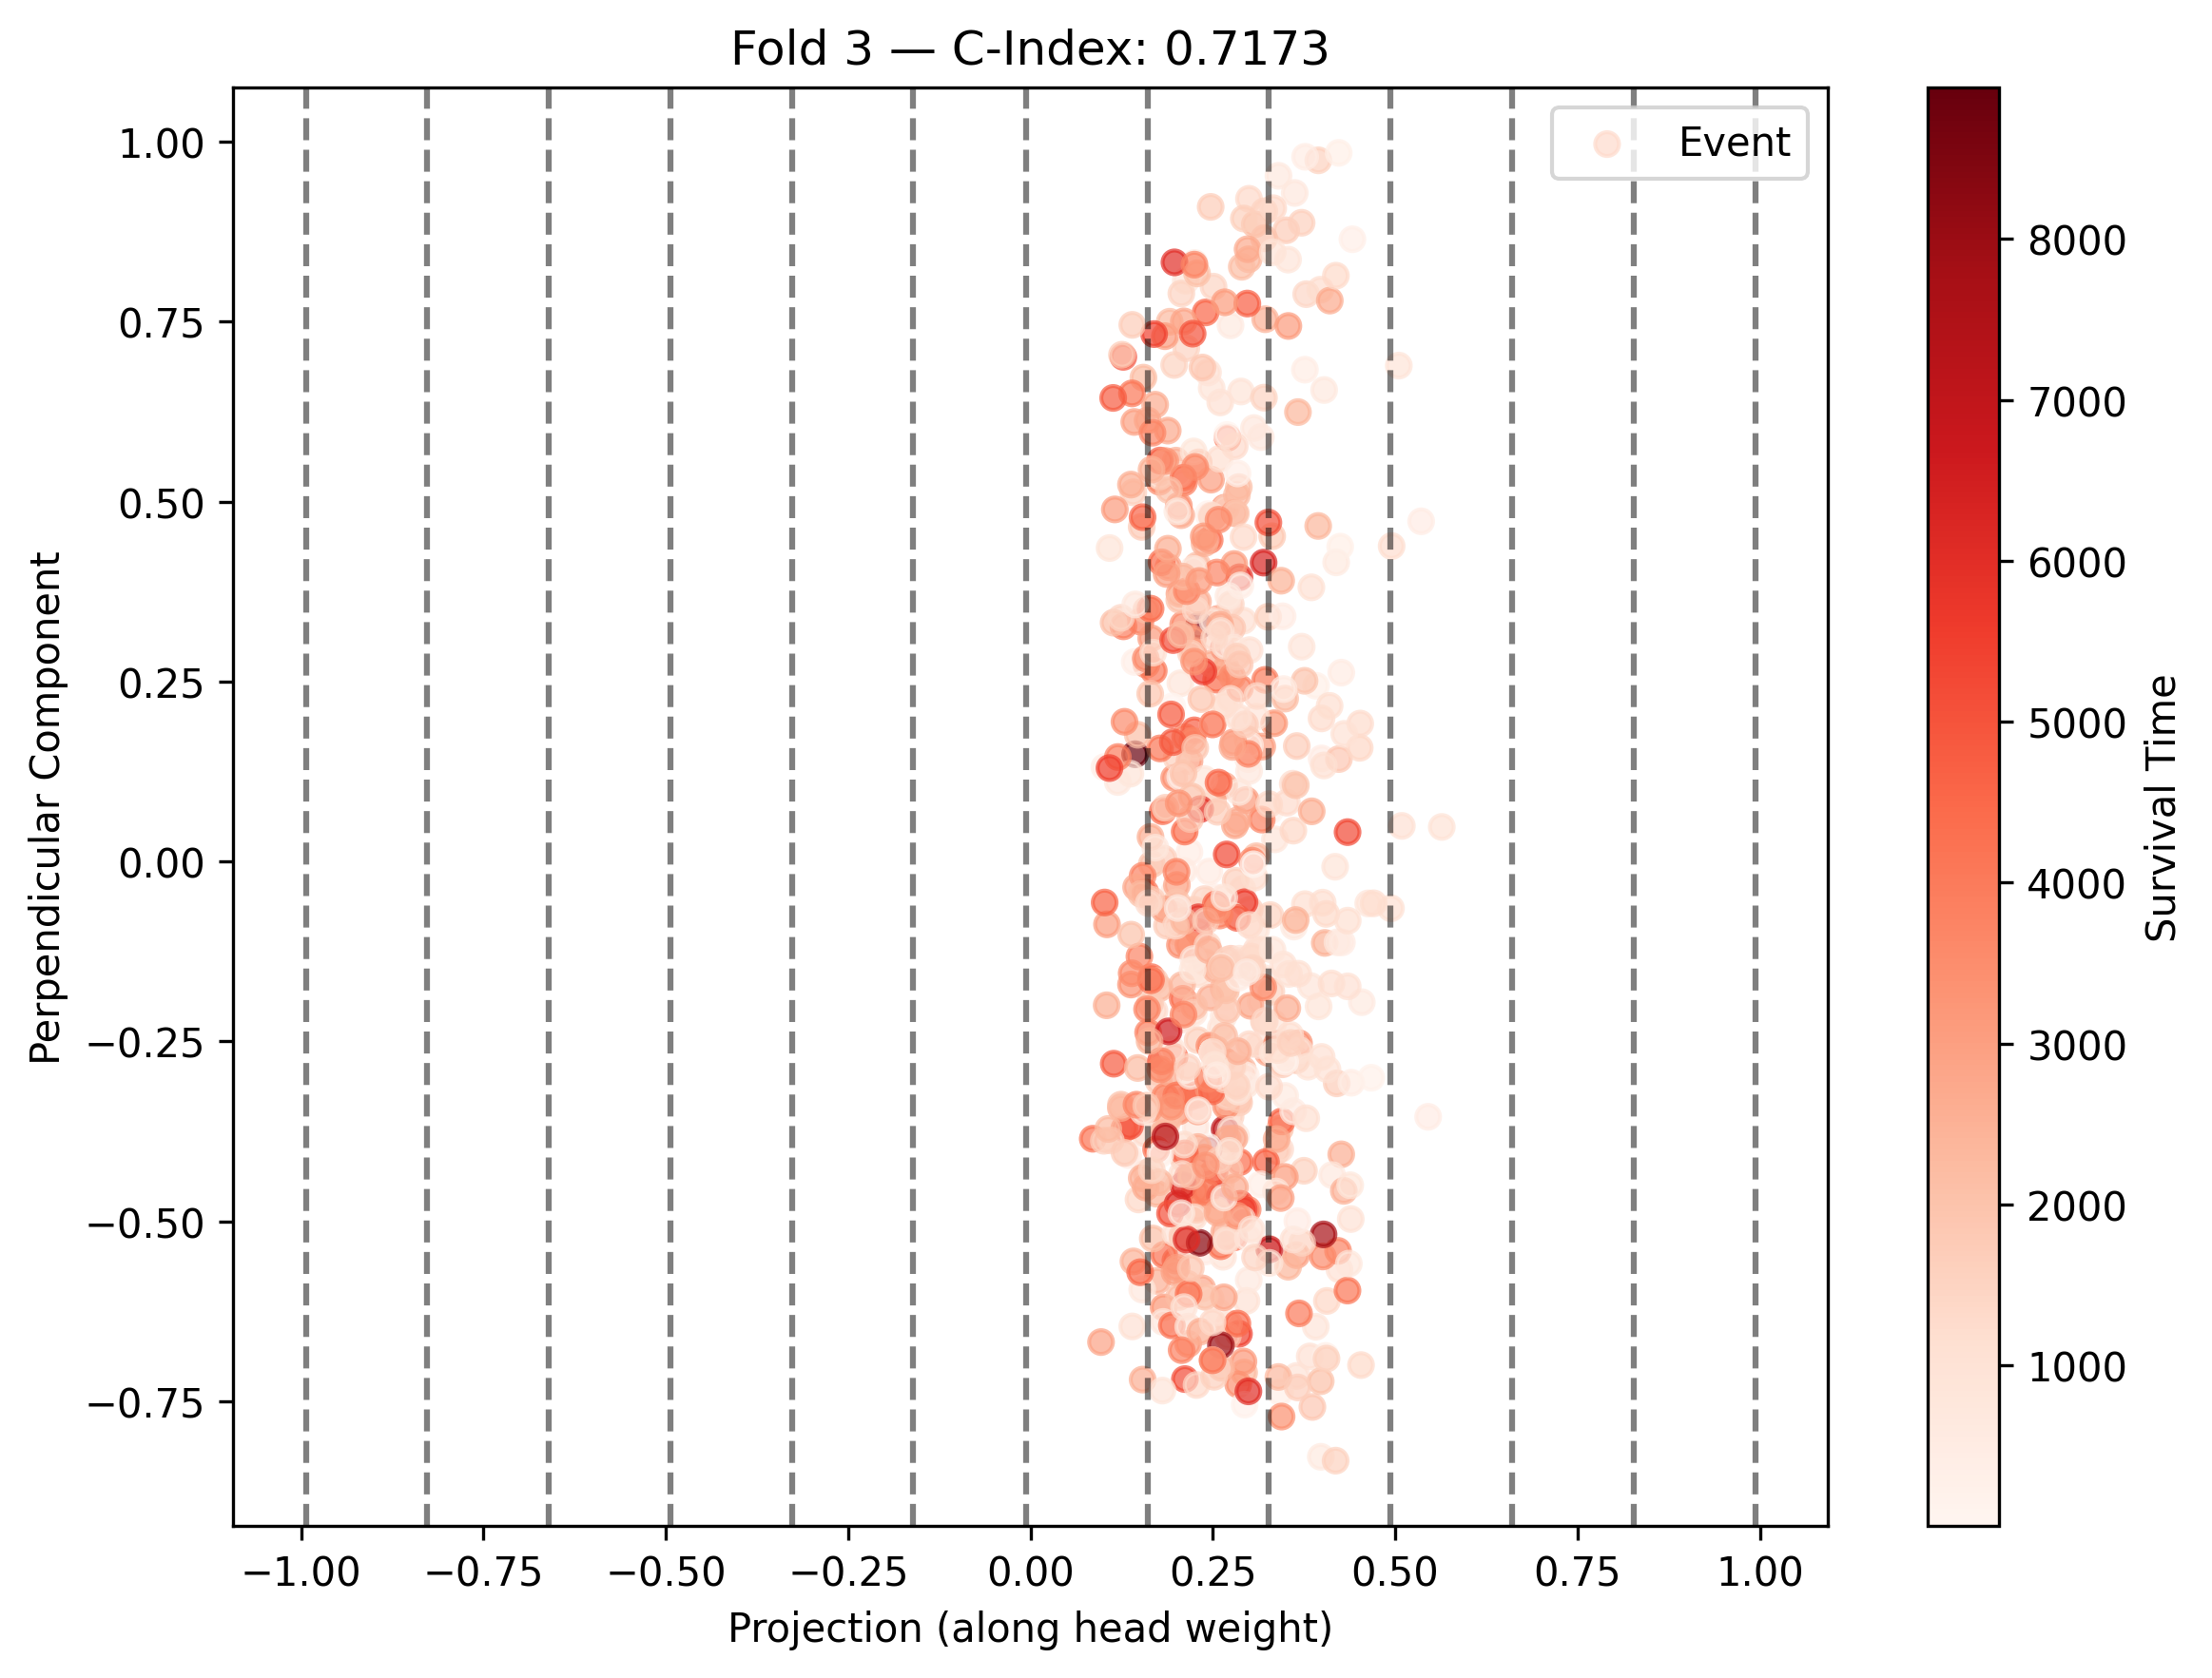 Fold 3 — C-Index: 0.7173
Event
1.00
0.75
0.50
0.25
0.00
−0.25
−0.50
−0.75
Perpendicular Component
−1.00 −0.75 −0.50 −0.25 0.00 0.25 0.50 0.75 1.00
Projection (along head weight)
8000
7000
6000
5000
4000
3000
2000
1000
Survival Time